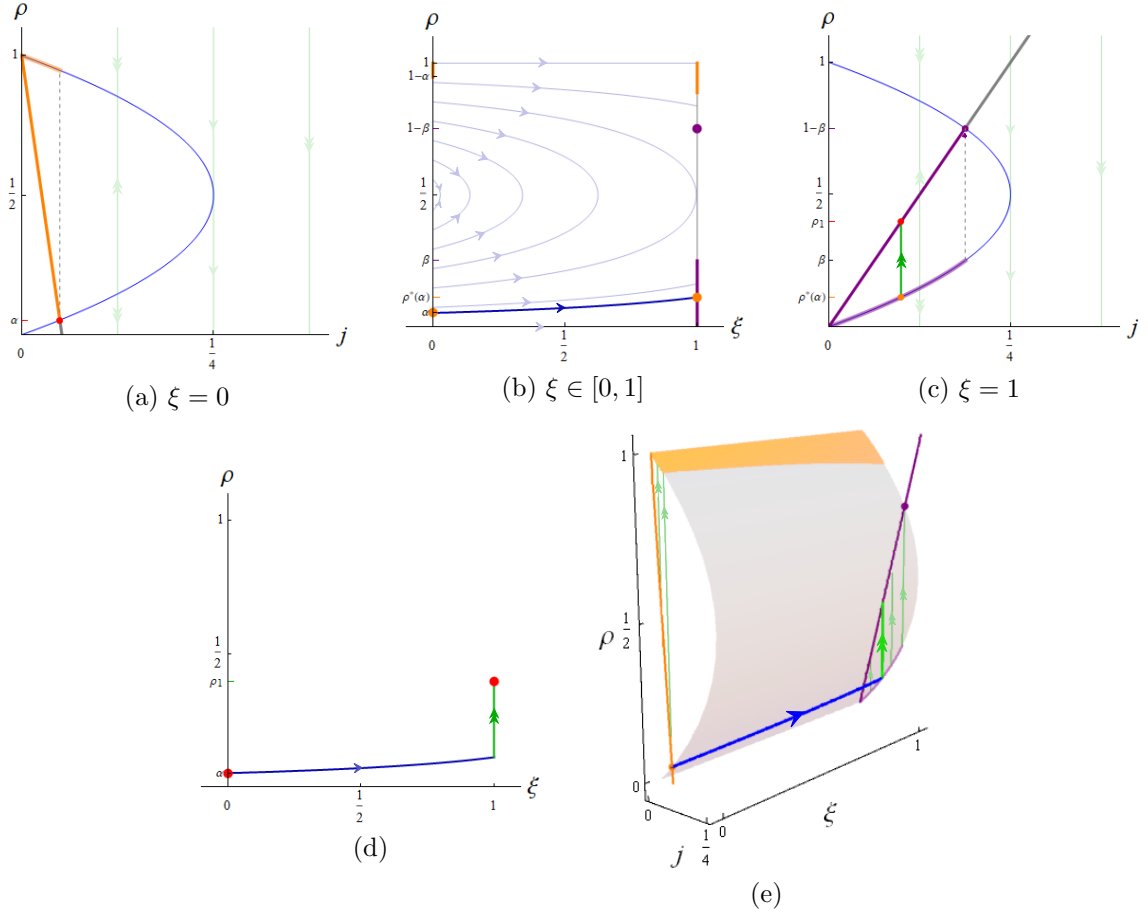 ρ
1
1/2
α
0
1/4
j
(a) ξ = 0
ρ
1
1−α
1−β
1/2
β
ρ*(α)
α
0
1/2
1
ξ
(b) ξ ∈ [0, 1]
ρ
1
1−β
1/2
ρ₁
β
ρ*(α)
0
1/4
j
(c) ξ = 1
ρ
1
1/2
ρ₁
α
0
1/2
1
ξ
(d)
1
ρ 1/2
0
0
j
1/4
0
ξ
1
(e)